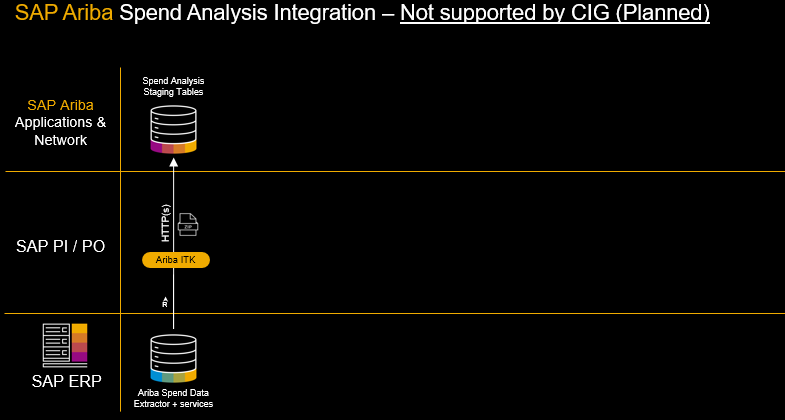 SAP Ariba Spend Analysis Integration – Not supported by CIG (Planned)
Spend Analysis
Staging Tables
SAP Ariba
Applications &
Network
HTTP(s)
ZIP
SAP PI / PO
Ariba ITK
R
SAP ERP
Ariba Spend Data
Extractor + services